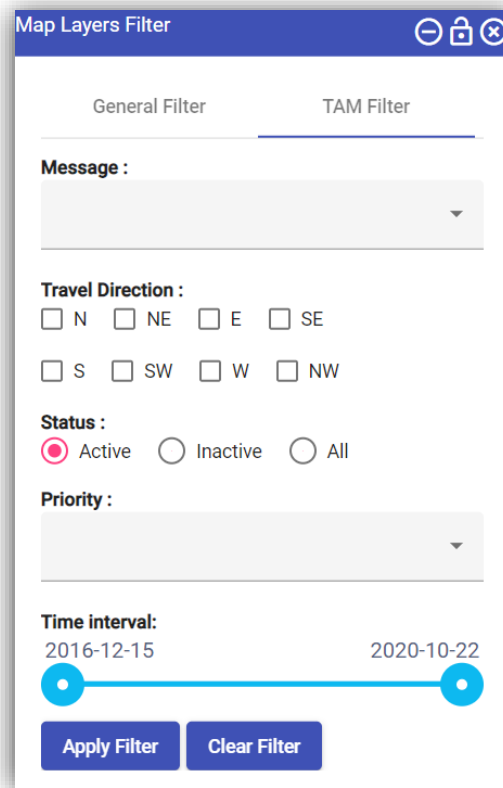 Map Layers Filter
General Filter TAM Filter
Message :
Travel Direction :
N NE E SE
S SW W NW
Status :
Active Inactive All
Priority :
Time interval:
2016-12-15 2020-10-22
Apply Filter Clear Filter